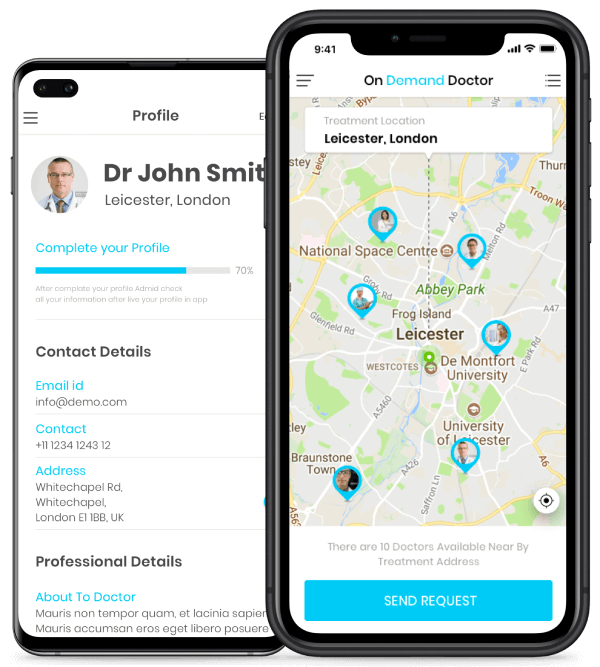 Profile
Ed
Dr John Smit
Leicester, London
Complete your Profile
70%
After complate your profile Admid check
all your information after live your profile in app
Contact Details
Email id
info@demo.com
Contact
+11 1234 1243 12
Address
Whitechapel Rd,
Whitechapel,
London E1 1BB, UK
Professional Details
About To Doctor
Mauris non tempor quam, et lacinia sapien
Mauris accumsan eros eget libero posuere
9:41
On Demand Doctor
Treatment Location
Leicester, London
stey
Thurn
Troon Way
A6
Melton Rd
National Space Centre
Abbey Park
Groby Rd
A47
Frog Island
Glenfield Rd
Leicester
E Park Rd
De Montfort
University
WESTCOTES
A5460
University
of Leicester
tley
Braunstone
Town
A426
Saffron Ln
A6
There are 10 Doctors Available Near By
Treatment Address
SEND REQUEST